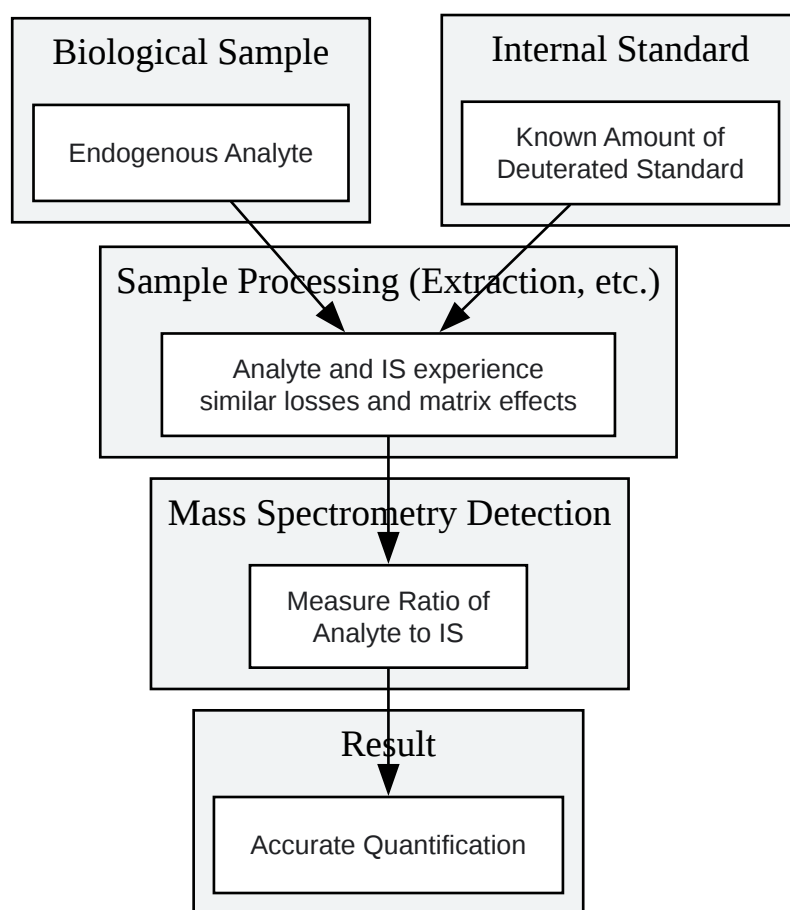 Biological Sample
Endogenous Analyte
Internal Standard
Known Amount of
Deuterated Standard
Sample Processing (Extraction, etc.)
Analyte and IS experience
similar losses and matrix effects
Mass Spectrometry Detection
Measure Ratio of
Analyte to IS
Result
Accurate Quantification